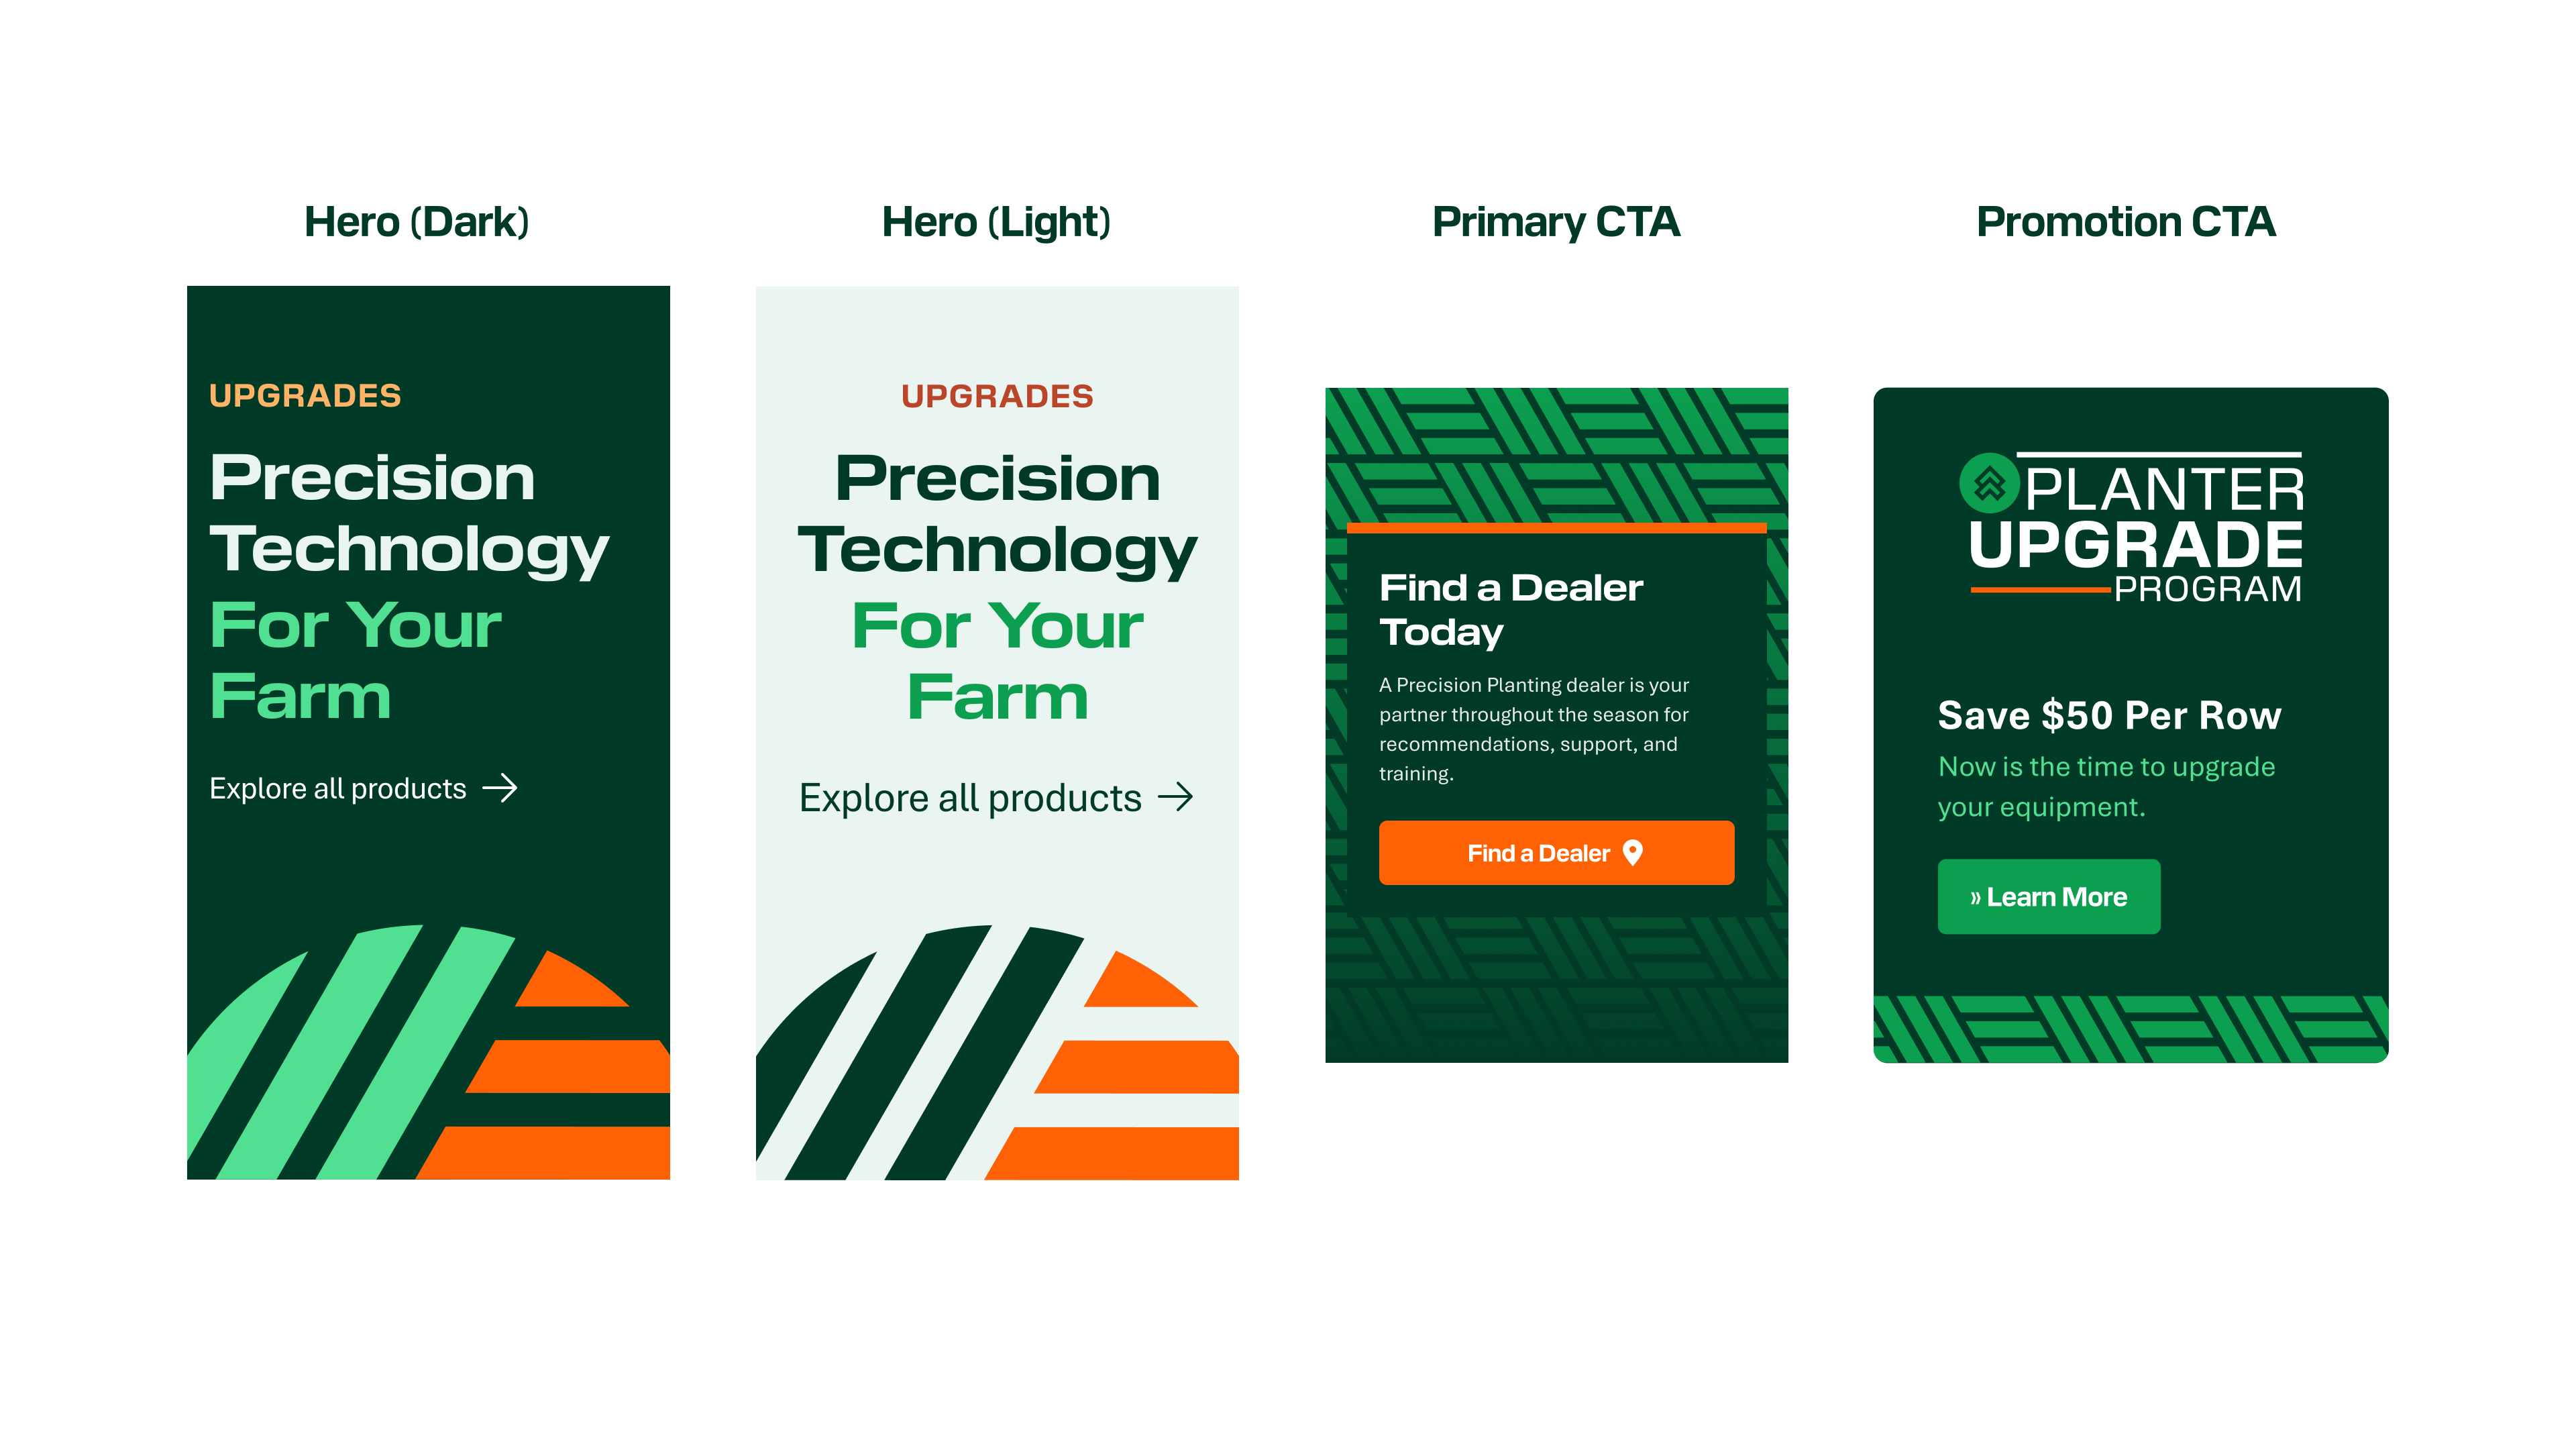 Hero (Dark)
UPGRADES
Precision
Technology
For Your
Farm
Explore all products
Hero (Light)
UPGRADES
Precision
Technology
For Your
Farm
Explore all products
Primary CTA
Find a Dealer
Today
A Precision Planting dealer is your
partner throughout the season for
recommendations, support, and
training.
Find a Dealer
Promotion CTA
PLANTER
UPGRADE
PROGRAM
Save $50 Per Row
Now is the time to upgrade
your equipment.
» Learn More